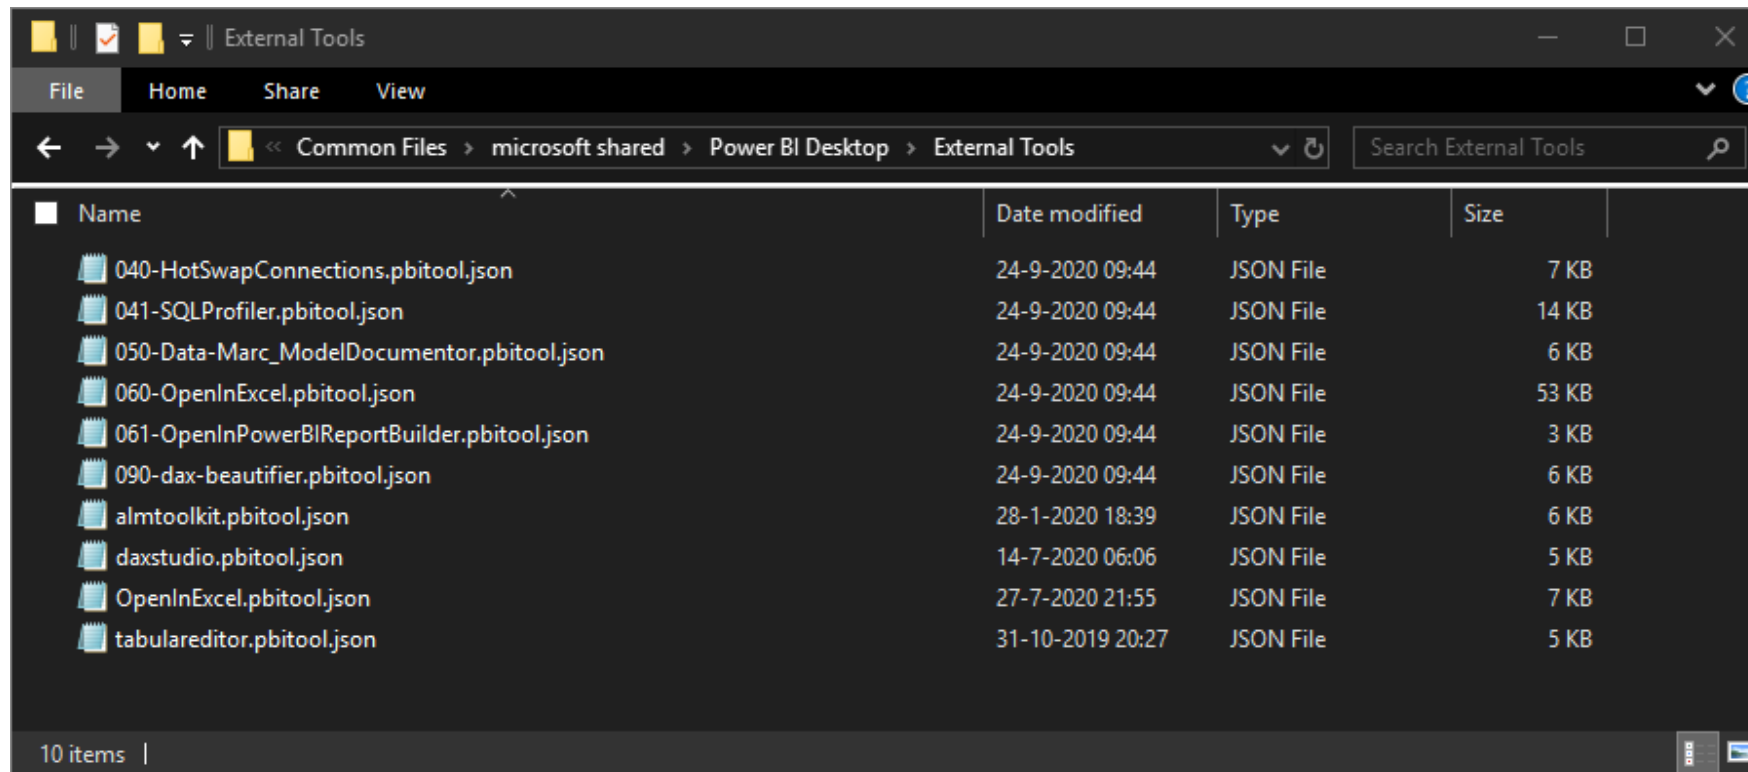 External Tools
File Home Share View
« Common Files > microsoft shared > Power BI Desktop > External Tools Search External Tools
Name Date modified Type Size
040-HotSwapConnections.pbitool.json 24-9-2020 09:44 JSON File 7 KB
041-SQLProfiler.pbitool.json 24-9-2020 09:44 JSON File 14 KB
050-Data-Marc_ModelDocumentor.pbitool.json 24-9-2020 09:44 JSON File 6 KB
060-OpenInExcel.pbitool.json 24-9-2020 09:44 JSON File 53 KB
061-OpenInPowerBIReportBuilder.pbitool.json 24-9-2020 09:44 JSON File 3 KB
090-dax-beautifier.pbitool.json 24-9-2020 09:44 JSON File 6 KB
almtoolkit.pbitool.json 28-1-2020 18:39 JSON File 6 KB
daxstudio.pbitool.json 14-7-2020 06:06 JSON File 5 KB
OpenInExcel.pbitool.json 27-7-2020 21:55 JSON File 7 KB
tabulareditor.pbitool.json 31-10-2019 20:27 JSON File 5 KB
10 items